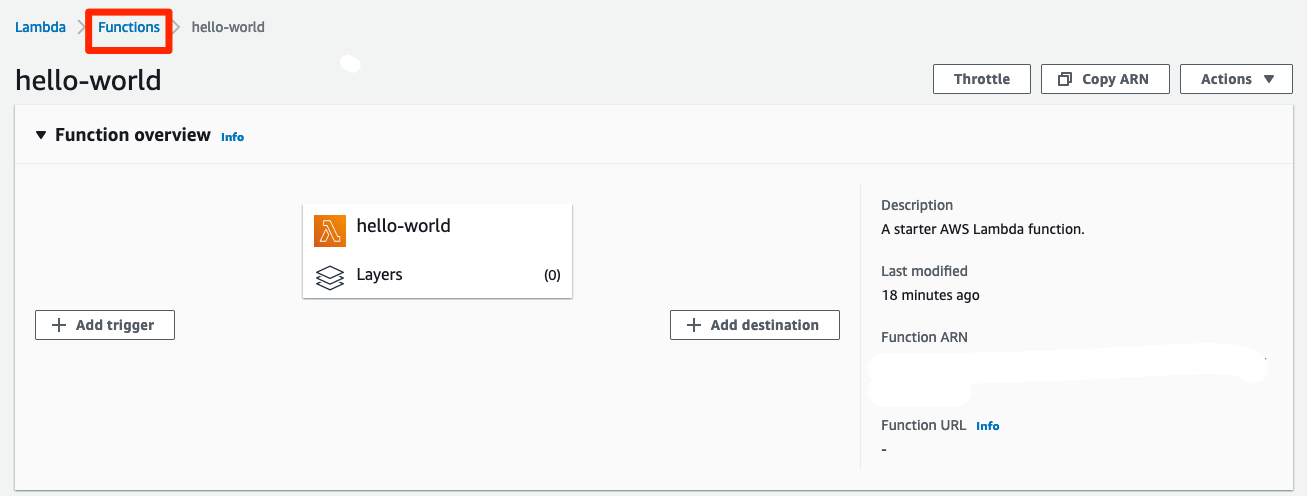 Lambda Functions hello-world
hello-world
Throttle Copy ARN Actions
Function overview Info
hello-world
Layers (0)
Add trigger
Add destination
Description
A starter AWS Lambda function.
Last modified
18 minutes ago
Function ARN
Function URL Info
-